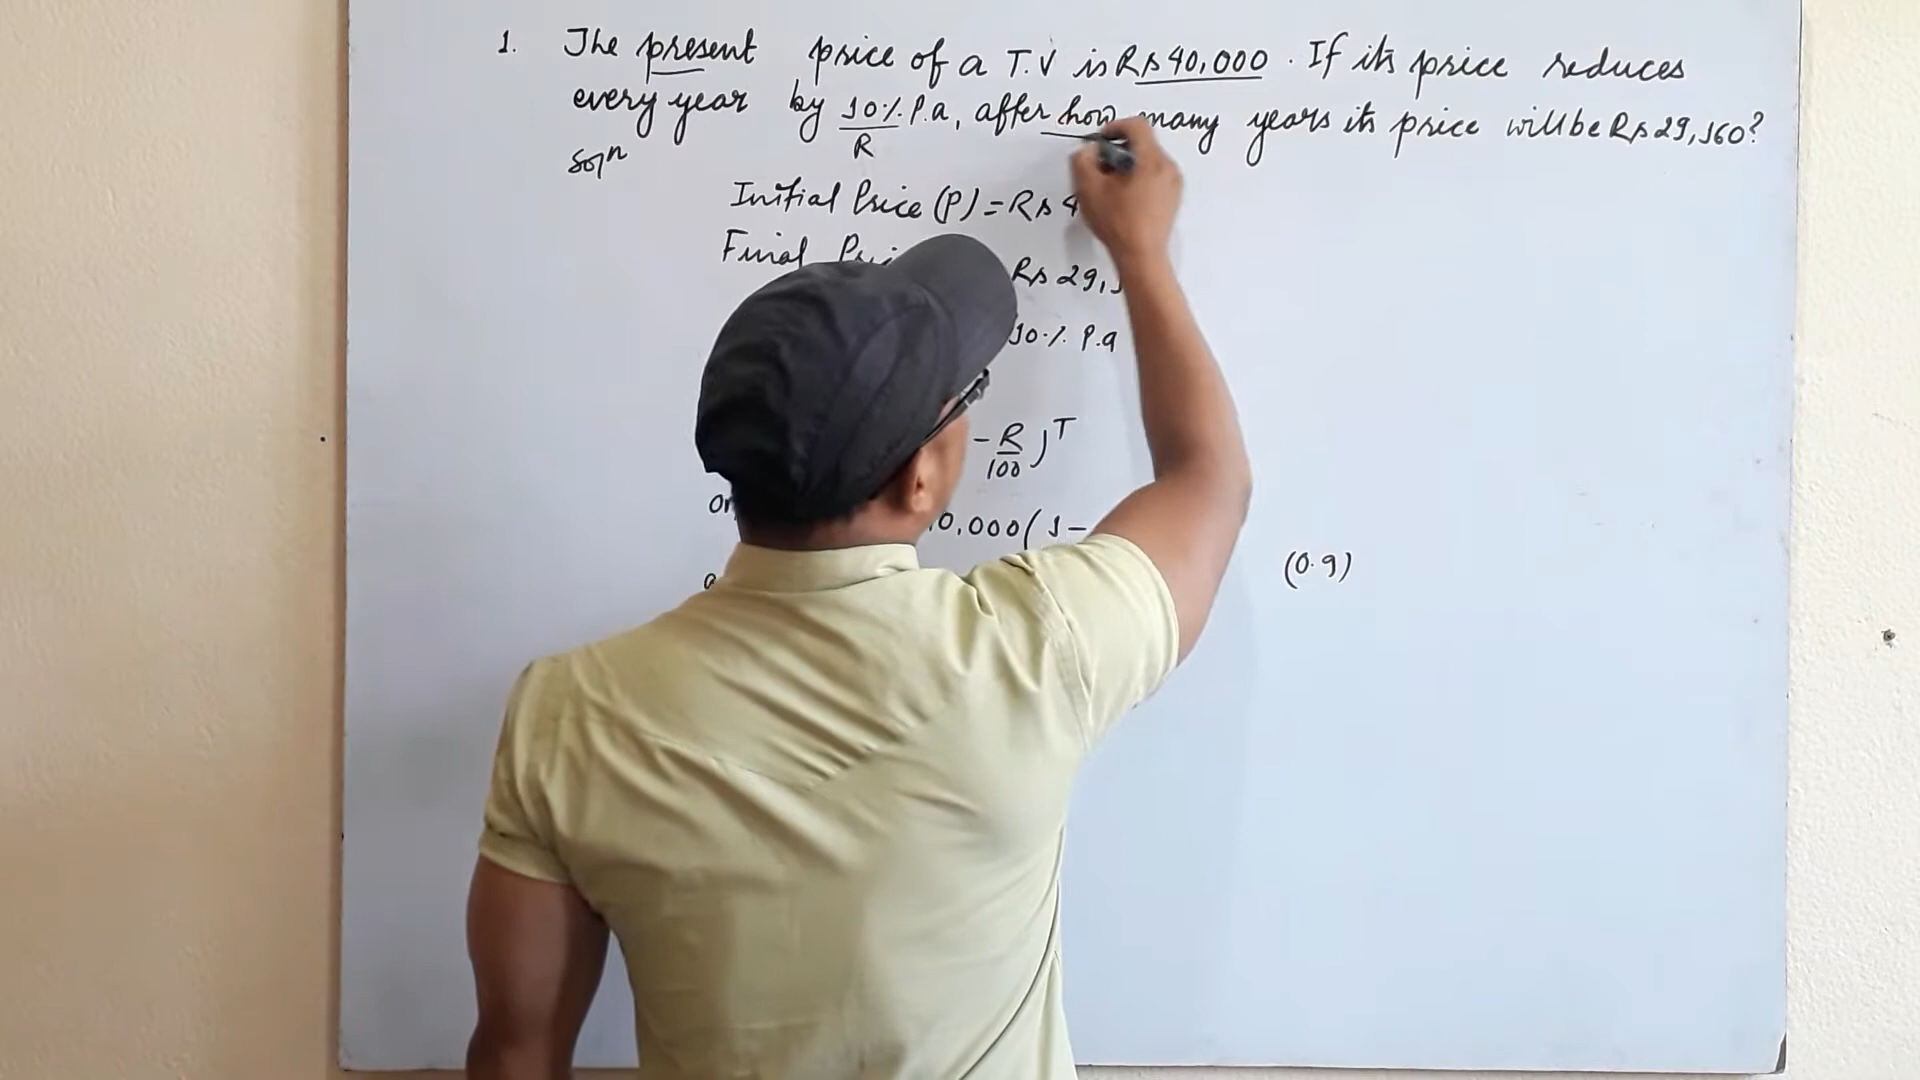 1. The present price of a T.V is Rs 40,000. If its price reduces
every year by 10% P.a, after how many years its price will be Rs 29,160?
R
Solⁿ
Initial Price (P) = Rs 4
Final Pri
Rs 29,1
10% P.a
- R/100 )^T
or
0,000 ( 1 -
(0.9)